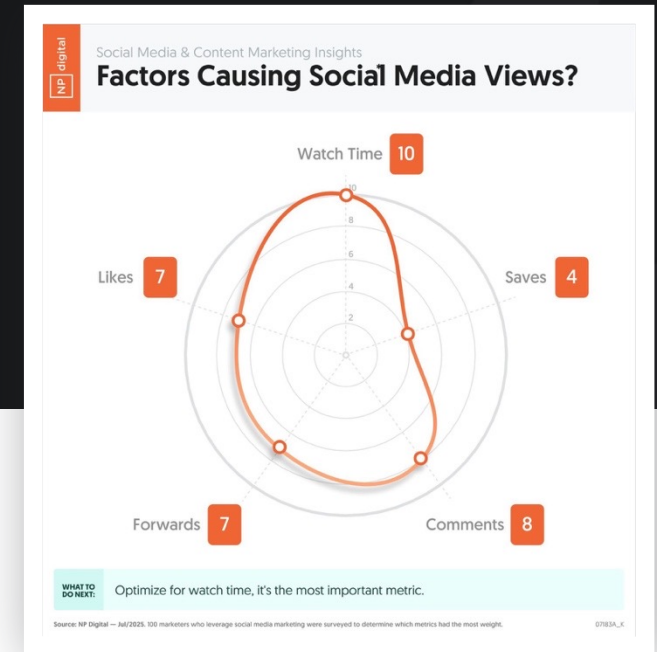 NP digital
Social Media & Content Marketing Insights
Factors Causing Social Media Views?
Watch Time 10
10
8
6
4
2
Likes 7
Saves 4
Forwards 7
Comments 8
WHAT TO
DO NEXT:
Optimize for watch time, it's the most important metric.
Source: NP Digital — Jul/2025. 100 marketers who leverage social media marketing were surveyed to determine which metrics had the most weight.
07183A_X